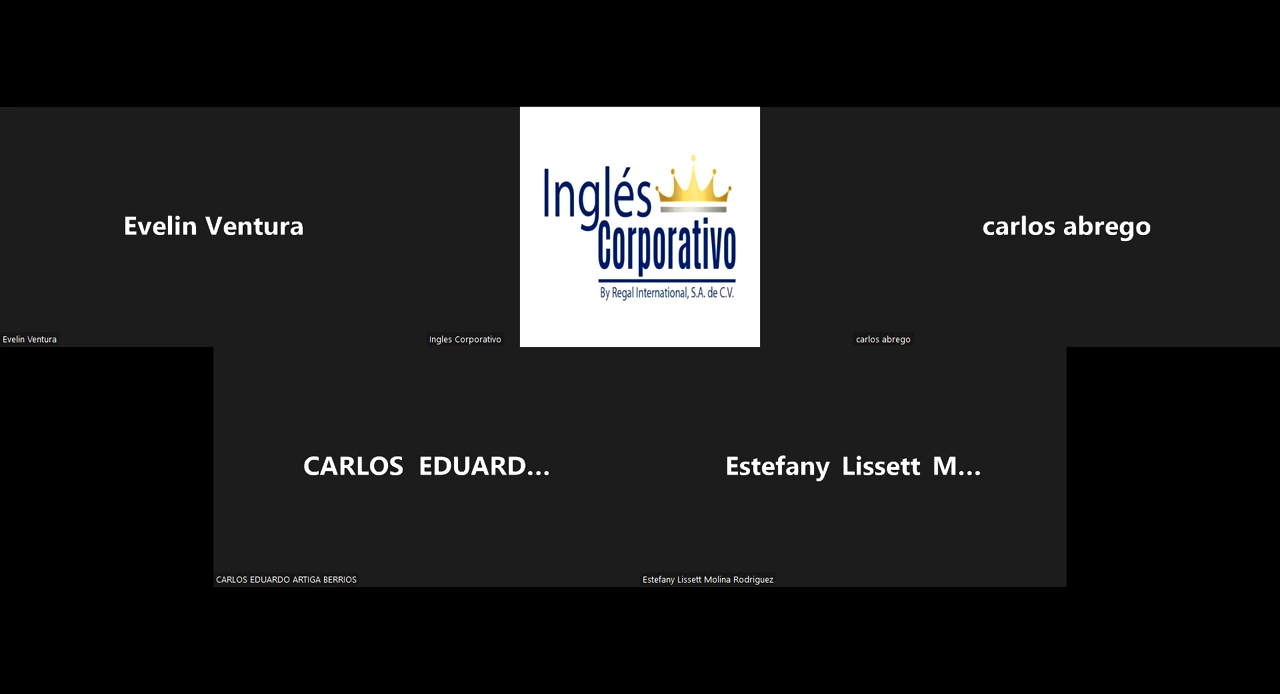 Evelin Ventura
Inglés
Corporativo
By Regal International, S.A. de C.V.
carlos abrego
Evelin Ventura
Ingles Corporativo
carlos abrego
CARLOS EDUARD...
Estefany Lissett M...
CARLOS EDUARDO ARTIGA BERRIOS
Estefany Lissett Molina Rodriguez